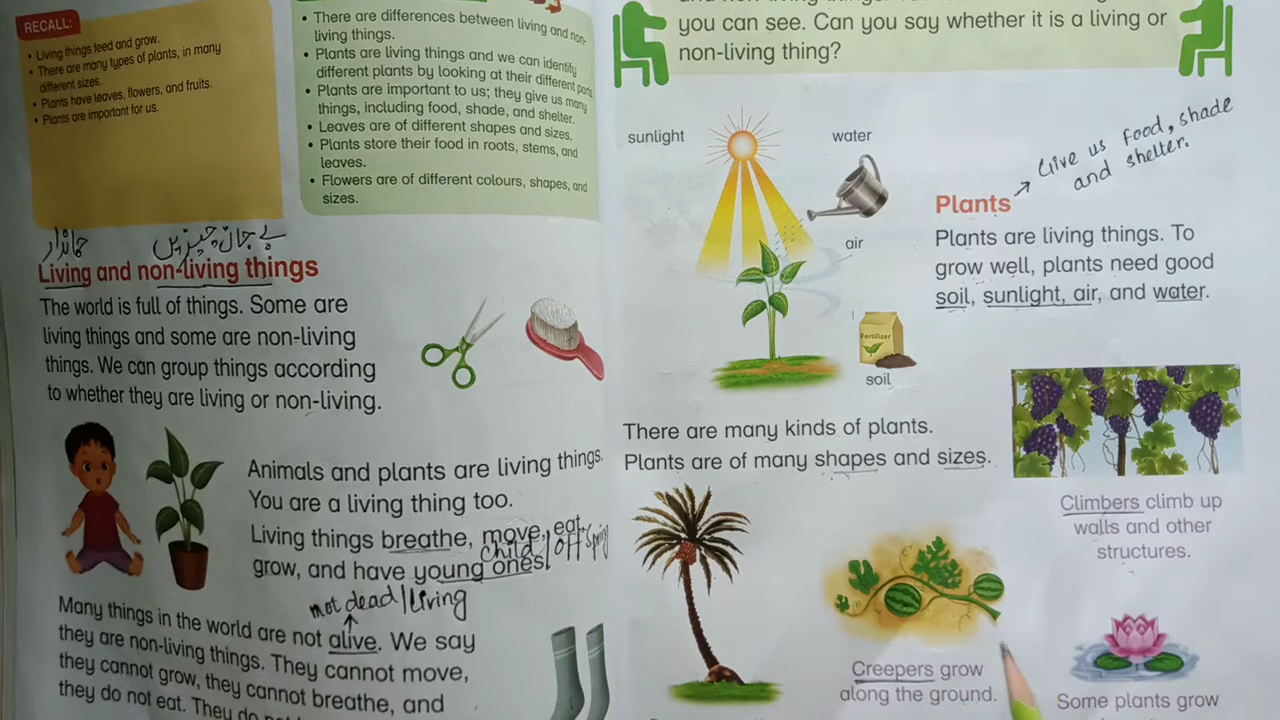 RECALL:
• Living things feed and grow.
• There are many types of plants, in many
different sizes.
• Plants have leaves, flowers, and fruits.
• Plants are important for us.
• There are differences between living and non-
living things.
• Plants are living things and we can identify
different plants by looking at their different parts.
• Plants are important to us; they give us many
things, including food, shade, and shelter.
• Leaves are of different shapes and sizes.
• Plants store their food in roots, stems, and
leaves.
• Flowers are of different colours, shapes, and
sizes.
جاندار بے جان چیزیں
Living and non-living things
The world is full of things. Some are
living things and some are non-living
things. We can group things according
to whether they are living or non-living.
Animals and plants are living things.
You are a living thing too.
Living things breathe, move, eat,
child/offspring
grow, and have young ones.
not dead/living
Many things in the world are not alive. We say
they are non-living things. They cannot move,
they cannot grow, they cannot breathe, and
they do not eat. They do
you can see. Can you say whether it is a living or
non-living thing?
sunlight
water
air
Fertilizer
soil
Give us food, shade
and shelter.
Plants
Plants are living things. To
grow well, plants need good
soil, sunlight, air, and water.
There are many kinds of plants.
Plants are of many shapes and sizes.
Climbers climb up
walls and other
structures.
Creepers grow
along the ground.
Some plants grow